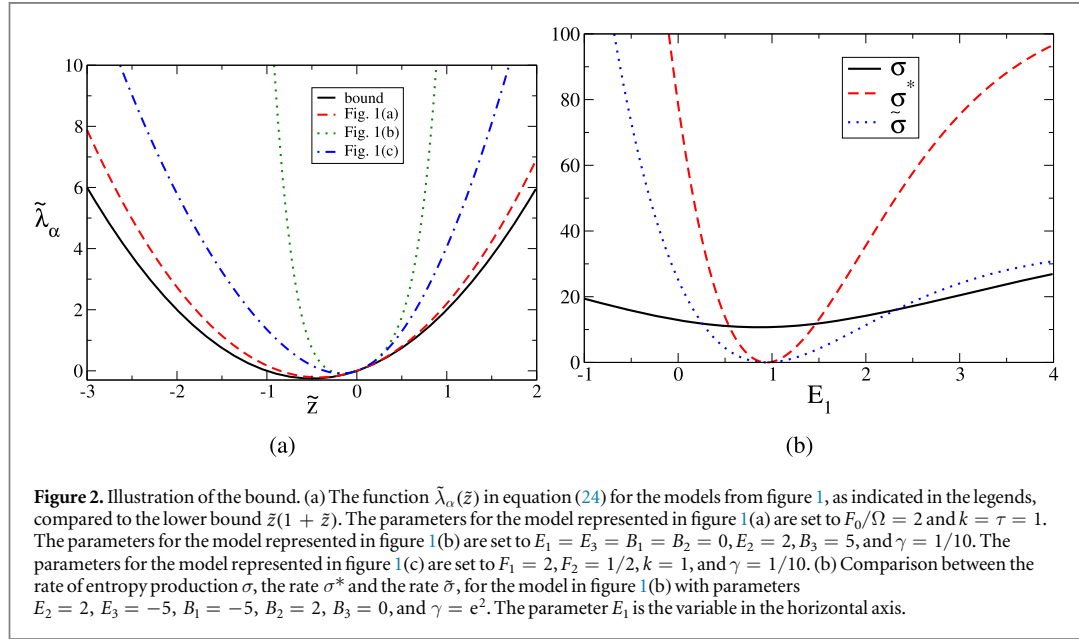 10
8
6
4
2
0
λ̃α
bound
Fig. 1(a)
Fig. 1(b)
Fig. 1(c)
-3
-2
-1
0
1
2
z̃
(a)
100
80
60
40
20
0
σ
σ*
σ̃
-1
0
1
2
3
4
E1
(b)
Figure 2. Illustration of the bound. (a) The function λ̃α(z̃) in equation (24) for the models from figure 1, as indicated in the legends,
compared to the lower bound z̃(1 + z̃). The parameters for the model represented in figure 1(a) are set to F0/Ω = 2 and k = τ = 1.
The parameters for the model represented in figure 1(b) are set to E1 = E3 = B1 = B2 = 0, E2 = 2, B3 = 5, and γ = 1/10. The
parameters for the model represented in figure 1(c) are set to F1 = 2, F2 = 1/2, k = 1, and γ = 1/10. (b) Comparison between the
rate of entropy production σ, the rate σ* and the rate σ̃, for the model in figure 1(b) with parameters
E2 = 2, E3 = −5, B1 = −5, B2 = 2, B3 = 0, and γ = e². The parameter E1 is the variable in the horizontal axis.